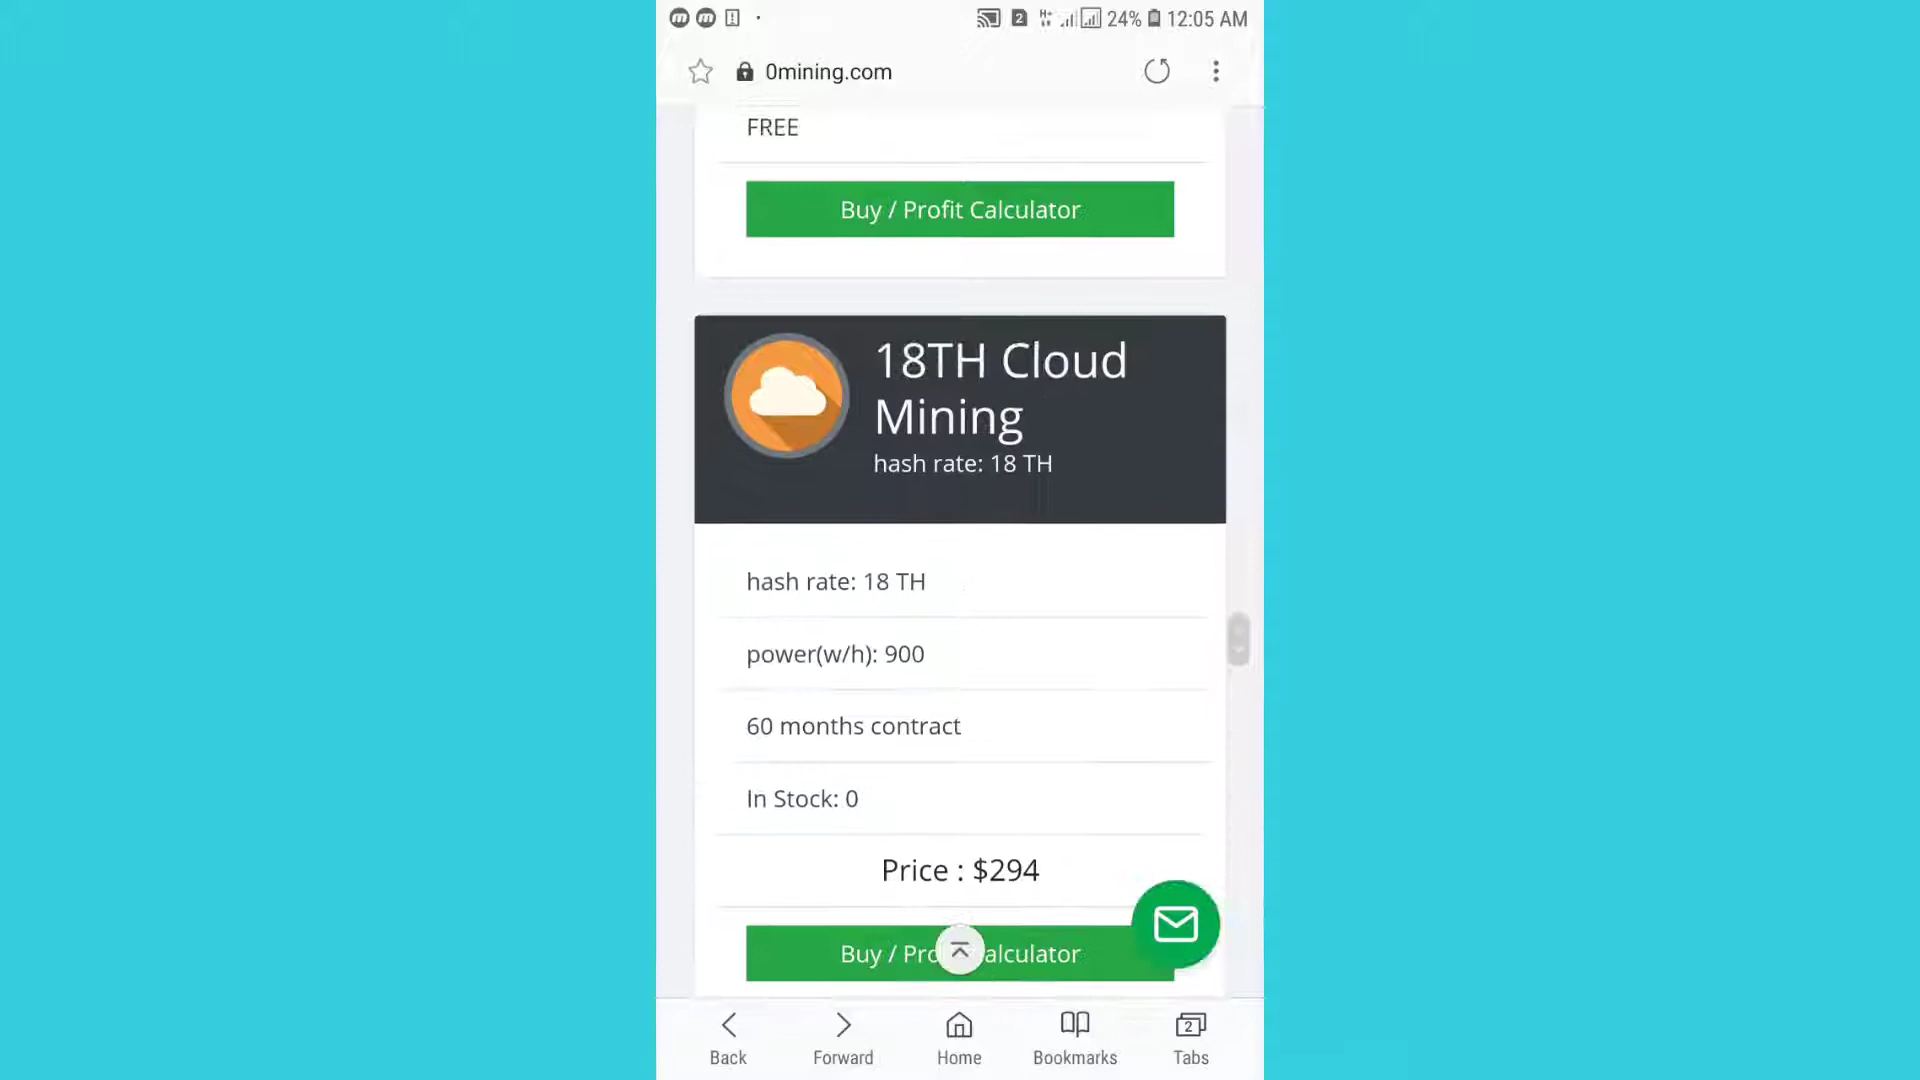 2 24% 12:05 AM
0mining.com
FREE
Buy / Profit Calculator
18TH Cloud
Mining
hash rate: 18 TH
hash rate: 18 TH
power(w/h): 900
60 months contract
In Stock: 0
Price : $294
Buy / Pro alculator
2
Back Forward Home Bookmarks Tabs